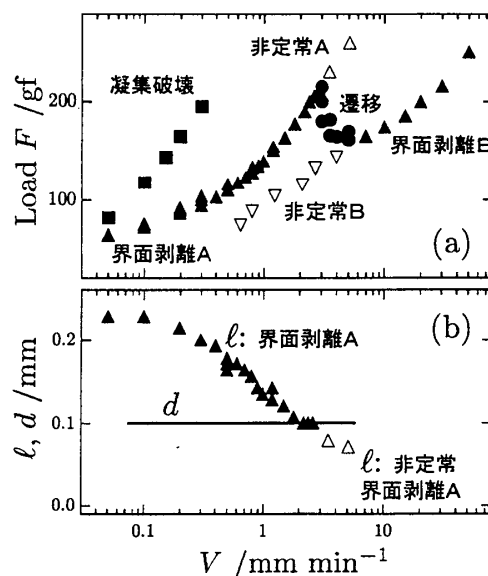 (a)
非定常A
凝集破壊
遷移
界面剥離B
界面剥離A
非定常B
Load F /gf
200
100
(b)
ℓ: 界面剥離A
d
ℓ: 非定常
界面剥離A
ℓ, d /mm
0.2
0.1
0.0
0.1
1
10
V /mm min⁻¹